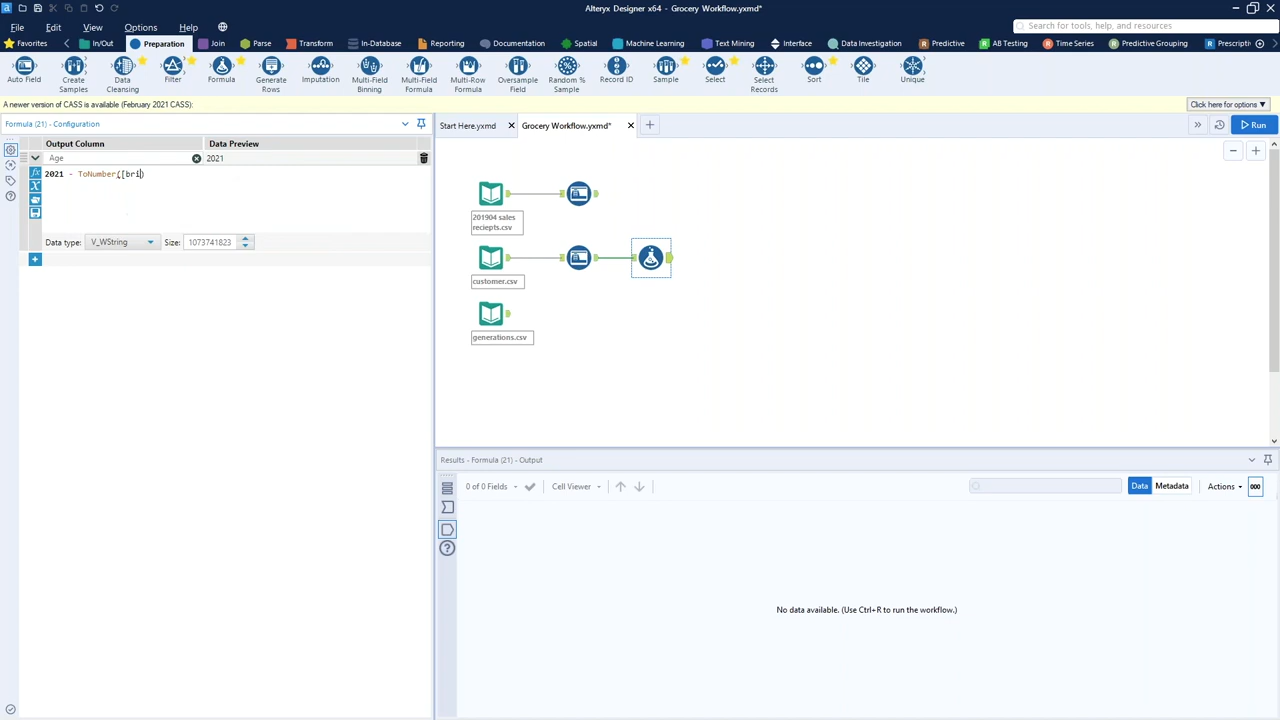 Alteryx Designer x64 - Grocery Workflow.yxmd*
File Edit View Options Help
Search for tools, help, and resources
Favorites In/Out Preparation Join Parse Transform In-Database Reporting Documentation Spatial Machine Learning Text Mining Interface Data Investigation Predictive AB Testing Time Series Predictive Grouping Prescripti
Auto Field Create Samples Data Cleansing Filter Formula Generate Rows Imputation Multi-Field Binning Multi-Field Formula Multi-Row Formula Oversample Field Random % Sample Record ID Sample Select Select Records Sort Tile Unique
A newer version of CASS is available (February 2021 CASS):
Click here for options ▼
Formula (21) - Configuration
Start Here.yxmd Grocery Workflow.yxmd*
Run
Output Column Data Preview
Age 2021
2021 - ToNumber([bri)
Data type: V_WString Size: 1073741823
201904 sales
reciepts.csv
customer.csv
generations.csv
Results - Formula (21) - Output
0 of 0 Fields Cell Viewer Data Metadata Actions 000
No data available. (Use Ctrl+R to run the workflow.)